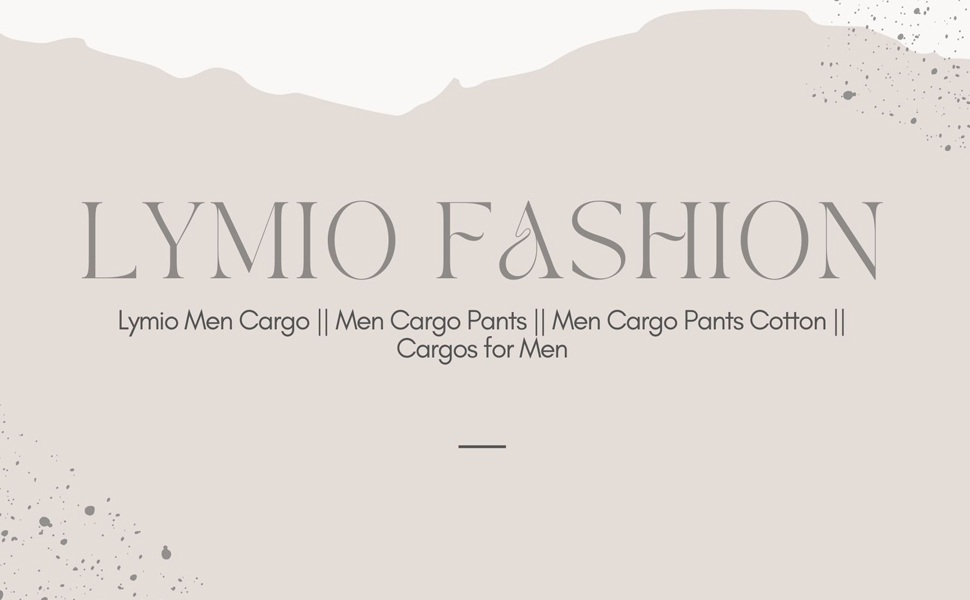 LYMIO FASHION
Lymio Men Cargo || Men Cargo Pants || Men Cargo Pants Cotton ||
Cargos for Men